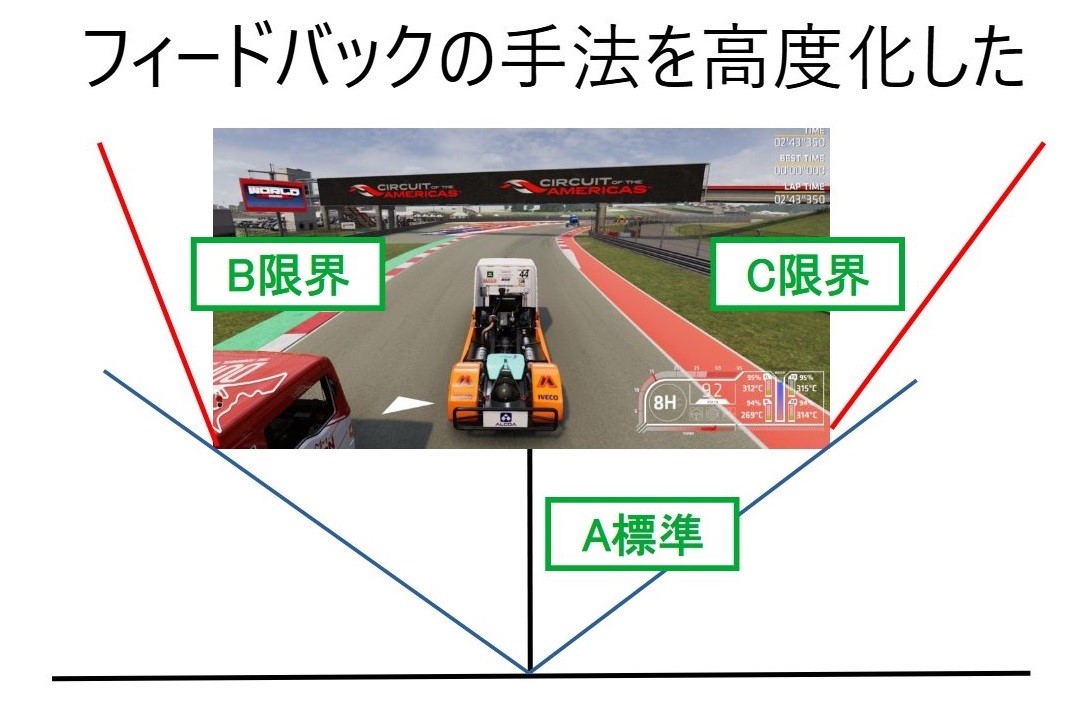 フィードバックの手法を高度化した
TIME
02'43"350
BEST TIME
00'00"000
LAP TIME
02'43"350
WORLD
CIRCUIT OF THE
AMERICAS
CIRCUIT OF THE
AMERICAS
B限界
C限界
44
IVECO
ALCOA
8H
92
95%
312°C
95%
315°C
94%
269°C
94%
314°C
A標準